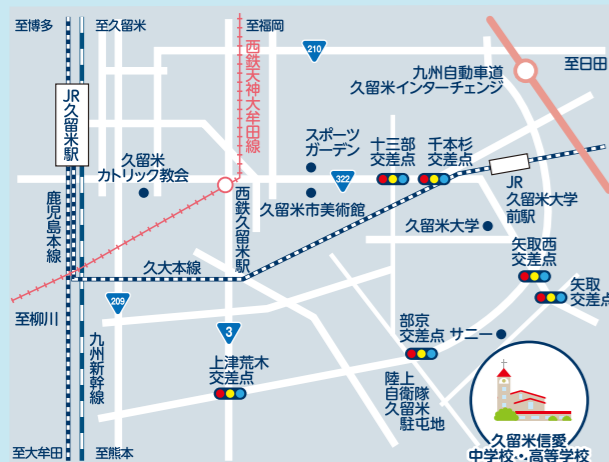 至博多
至久留米
至福岡
210
九州自動車道
久留米インターチェンジ
至日田
西鉄天神大牟田線
JR
久留米駅
久留米
カトリック教会
スポーツ
ガーデン
十三部
交差点
千本杉
交差点
322
久留米市美術館
JR
久留米大学
前駅
鹿児島本線
西鉄久留米駅
久留米大学
矢取西
交差点
矢取
交差点
久大本線
209
至柳川
九州新幹線
3
上津荒木
交差点
部京
交差点
サニー
陸上
自衛隊
久留米
駐屯地
至大牟田
至熊本
久留米信愛
中学校・高等学校